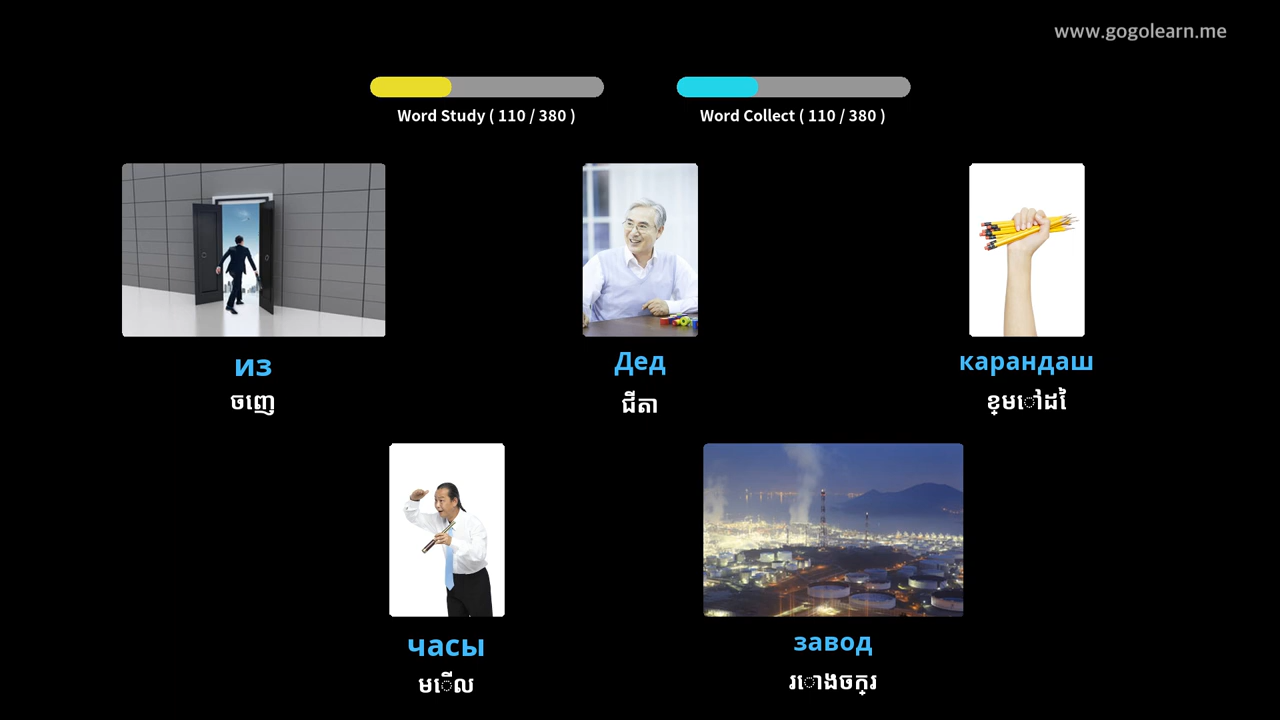 www.gogolearn.me
Word Study ( 110 / 380 )
Word Collect ( 110 / 380 )
из
ចេញ
Дед
ជីតា
карандаш
ខ្មៅដៃ
часы
មើល
завод
រោងចក្រ